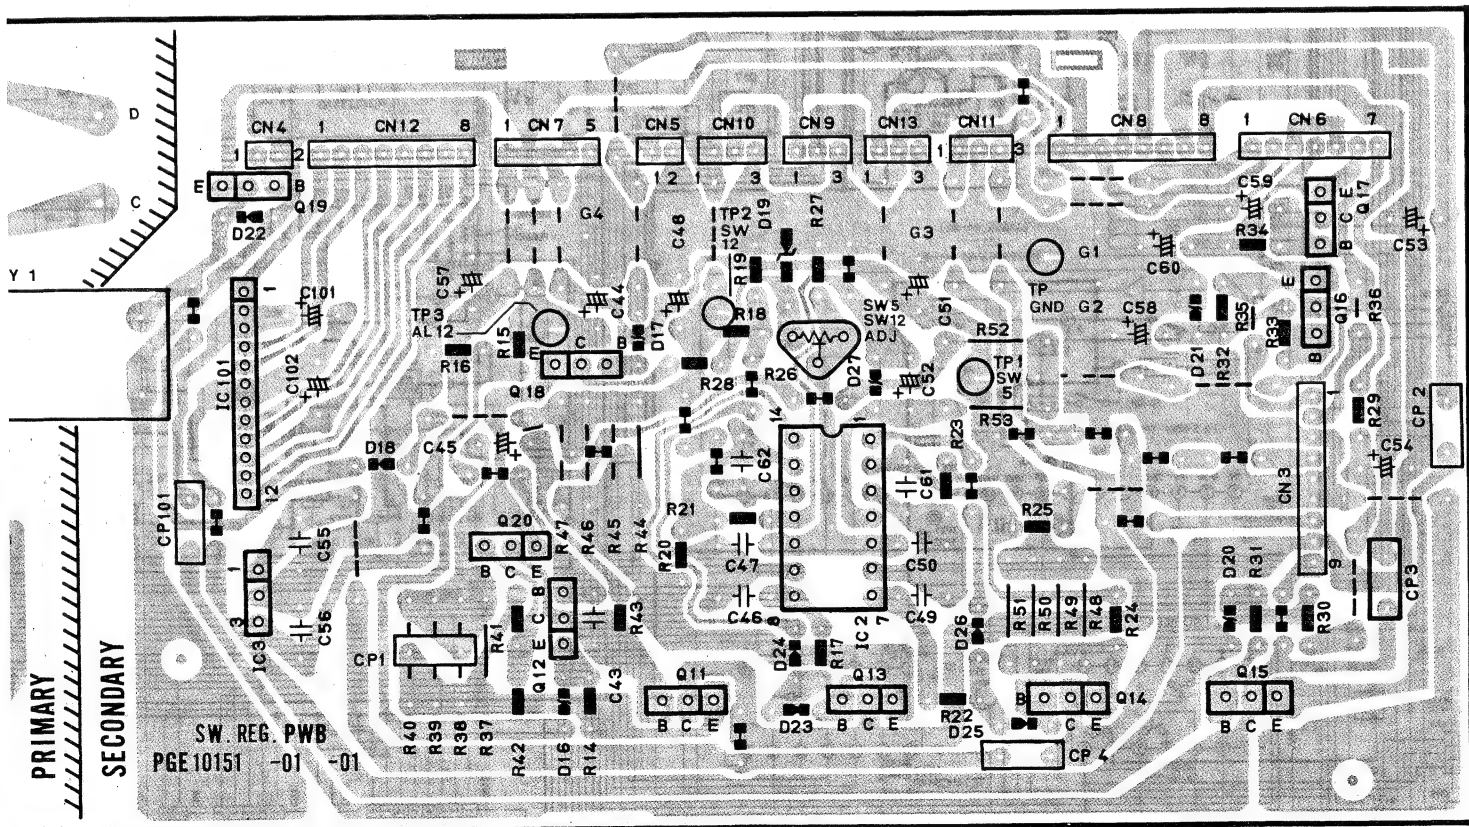 D
C
Y 1
PRIMARY
SECONDARY
SW. REG. PWB
PGE10151 -01 -01
CN4
1
2
1
CN12
8
1
CN7
5
CN5
1 2
CN10
1
3
CN9
1
3
CN13
1
3
CN11
1
3
1
CN8
8
1
CN6
7
E
B
Q19
D22
G4
C48
TP2
SW
12
D19
R27
G3
G1
C59
R34
E
C
B
Q17
C53
C60
1
IC101
12
C101
C102
C57
TP3
AL12
C44
R15
R16
E
C
B
Q18
D17
R19
R18
R28
R26
SW5
SW12
ADJ
D27
C51
C52
TP
GND
G2
R52
TP1
SW
5
R53
C58
D21
R32
R35
R33
E
Q16
B
R36
1
R29
CP2
C54
CN3
9
CP3
D18
C45
14
1
C62
R23
C61
R25
R21
R20
C47
C50
C46
C49
8
7
IC2
CP101
C55
C56
1
3
IC3
Q20
B
C
E
R47
R46
R45
R44
B
C
E
Q12
R41
R43
CP1
C43
R40
R39
R38
R37
R42
D16
R14
Q11
B
C
E
D24
R17
D23
Q13
B
C
E
D26
R51
R50
R49
R48
R24
R22
D25
B
C
E
Q14
CP4
D20
R31
R30
Q15
B
C
E